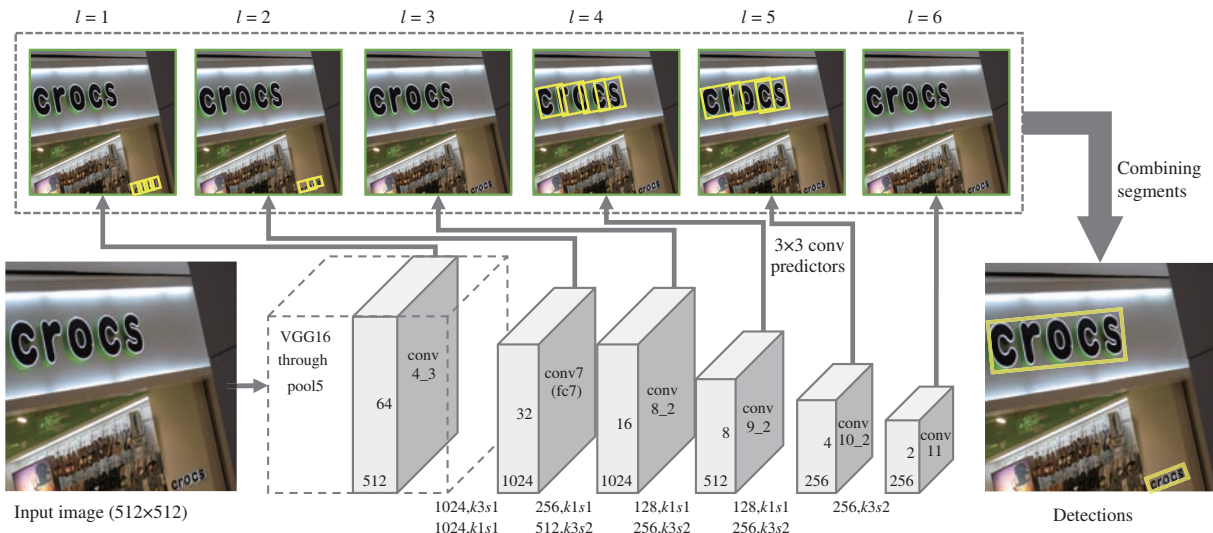 l = 1
l = 2
l = 3
l = 4
l = 5
l = 6
crocs
crocs
crocs
crocs
crocs
crocs
crocs
crocs
Combining
segments
3×3 conv
predictors
crocs
crocs
VGG16
through
pool5
64
512
conv
4_3
32
1024
conv7
(fc7)
16
1024
conv
8_2
8
512
conv
9_2
4
256
conv
10_2
2
256
conv
11
crocs
crocs
Input image (512×512)
1024,k3s1
1024,k1s1
256,k1s1
512,k3s2
128,k1s1
256,k3s2
128,k1s1
256,k3s2
256,k3s2
Detections